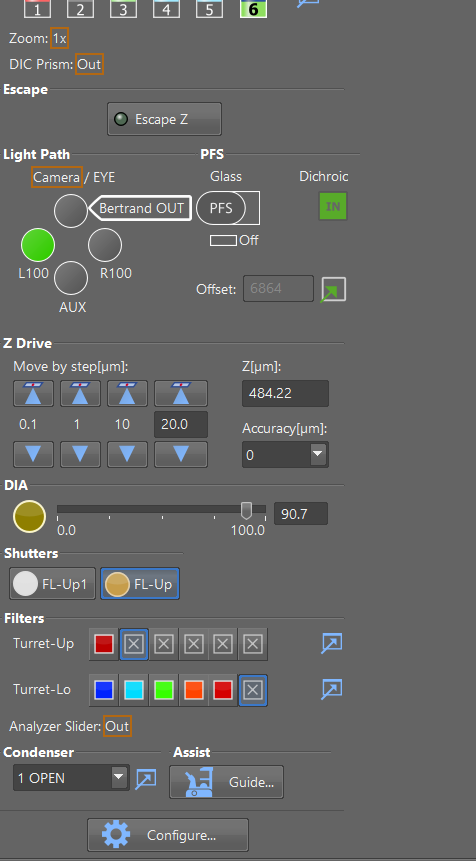 1 2 3 4 5 6
Zoom: 1x
DIC Prism: Out
Escape
Escape Z
Light Path PFS
Camera / EYE Glass Dichroic
Bertrand OUT PFS IN
Off
L100 R100
AUX Offset: 6864
Z Drive
Move by step[µm]: Z[µm]:
484.22
0.1 1 10 20.0
Accuracy[µm]:
0
DIA
90.7
0.0 100.0
Shutters
FL-Up1 FL-Up
Filters
Turret-Up
Turret-Lo
Analyzer Slider: Out
Condenser Assist
1 OPEN Guide...
Configure...